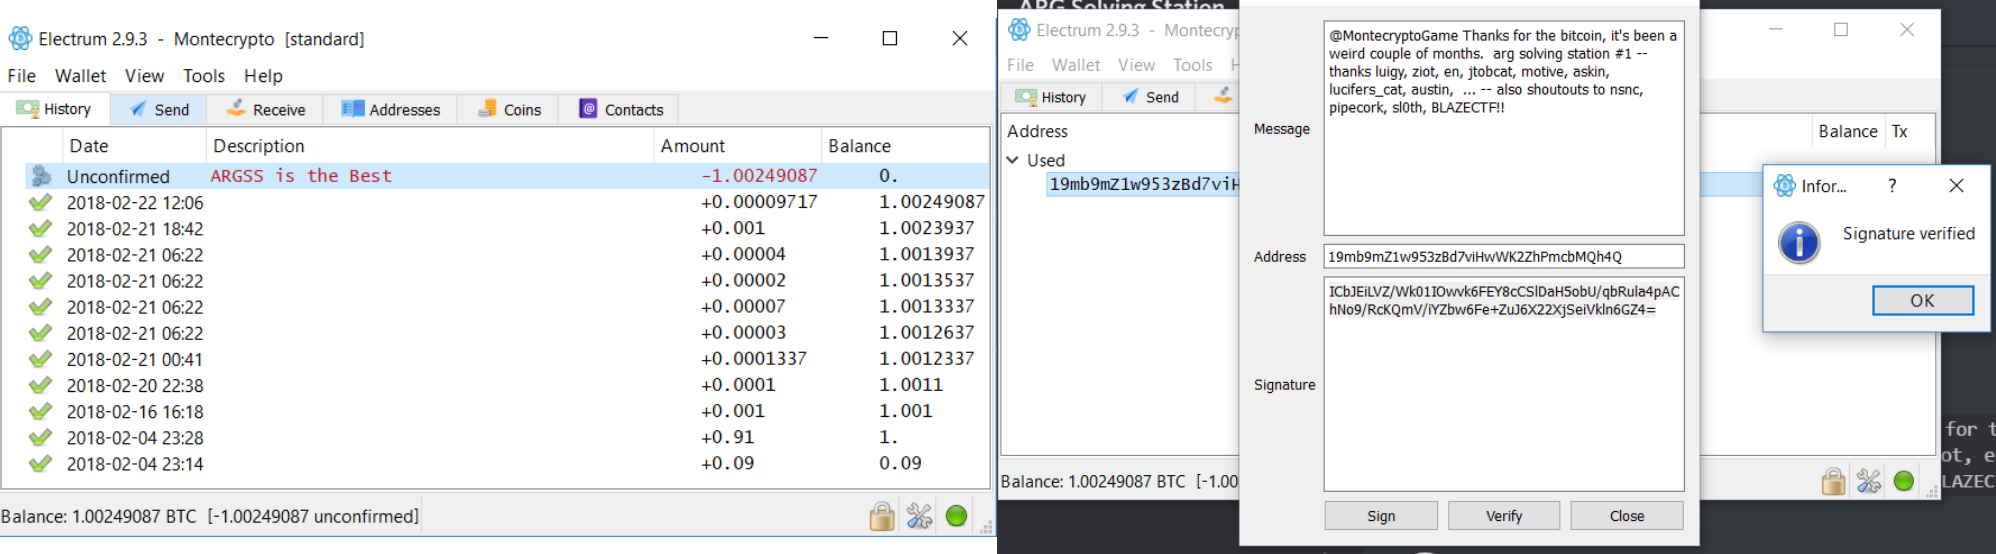 Electrum 2.9.3 - Montecrypto [standard]
File Wallet View Tools Help
History Send Receive Addresses Coins Contacts
Date Description Amount Balance
Unconfirmed ARGSS is the Best -1.00249087 0.
2018-02-22 12:06 +0.00009717 1.00249087
2018-02-21 18:42 +0.001 1.0023937
2018-02-21 06:22 +0.00004 1.0013937
2018-02-21 06:22 +0.00002 1.0013537
2018-02-21 06:22 +0.00007 1.0013337
2018-02-21 06:22 +0.00003 1.0012637
2018-02-21 00:41 +0.0001337 1.0012337
2018-02-20 22:38 +0.0001 1.0011
2018-02-16 16:18 +0.001 1.001
2018-02-04 23:28 +0.91 1.
2018-02-04 23:14 +0.09 0.09
Balance: 1.00249087 BTC [-1.00249087 unconfirmed]
ARG Solving Station
Electrum 2.9.3 - Montecryp
File Wallet View Tools
History Send
Address
Used
19mb9mZ1w953zBd7viH
Balance: 1.00249087 BTC [-1.00
Message
@MontecryptoGame Thanks for the bitcoin, it's been a
weird couple of months. arg solving station #1 --
thanks luigy, ziot, en, jtobcat, motive, askin,
lucifers_cat, austin, ... -- also shoutouts to nsnc,
pipecork, sl0th, BLAZECTF!!
Address
19mb9mZ1w953zBd7viHwWK2ZhPmcbMQh4Q
Signature
ICbJEiLVZ/Wk01IOwvk6FEY8cCSlDaH5obU/qbRula4pAC
hNo9/RcKQmV/iYZbw6Fe+ZuJ6X22XjSeiVkln6GZ4=
Sign Verify Close
Balance Tx
Infor... ?
Signature verified
OK
for t
ot, e
LAZEC